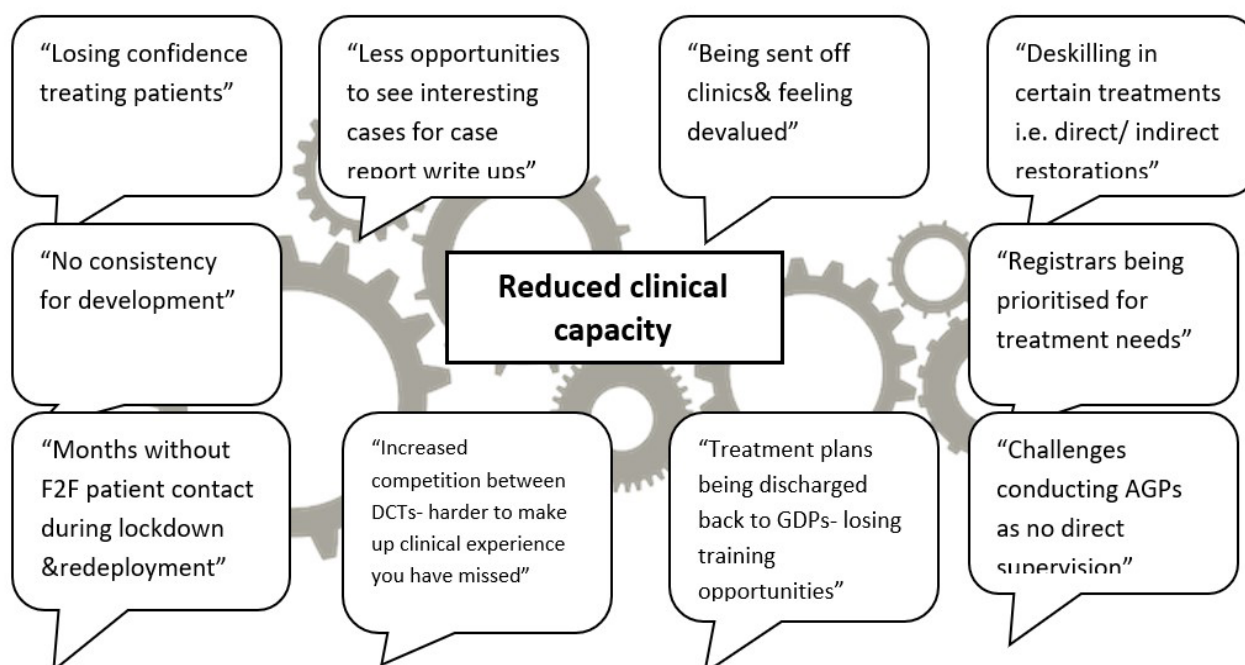 “Losing confidence
treating patients”
“Less opportunities
to see interesting
cases for case
report write ups”
“Being sent off
clinics& feeling
devalued”
“Deskilling in
certain treatments
i.e. direct/ indirect
restorations”
“No consistency
for development”
Reduced clinical
capacity
“Registrars being
prioritised for
treatment needs”
“Months without
F2F patient contact
during lockdown
&redeployment”
“Increased
competition between
DCTs- harder to make
up clinical experience
you have missed”
“Treatment plans
being discharged
back to GDPs- losing
training
opportunities”
“Challenges
conducting AGPs
as no direct
supervision”